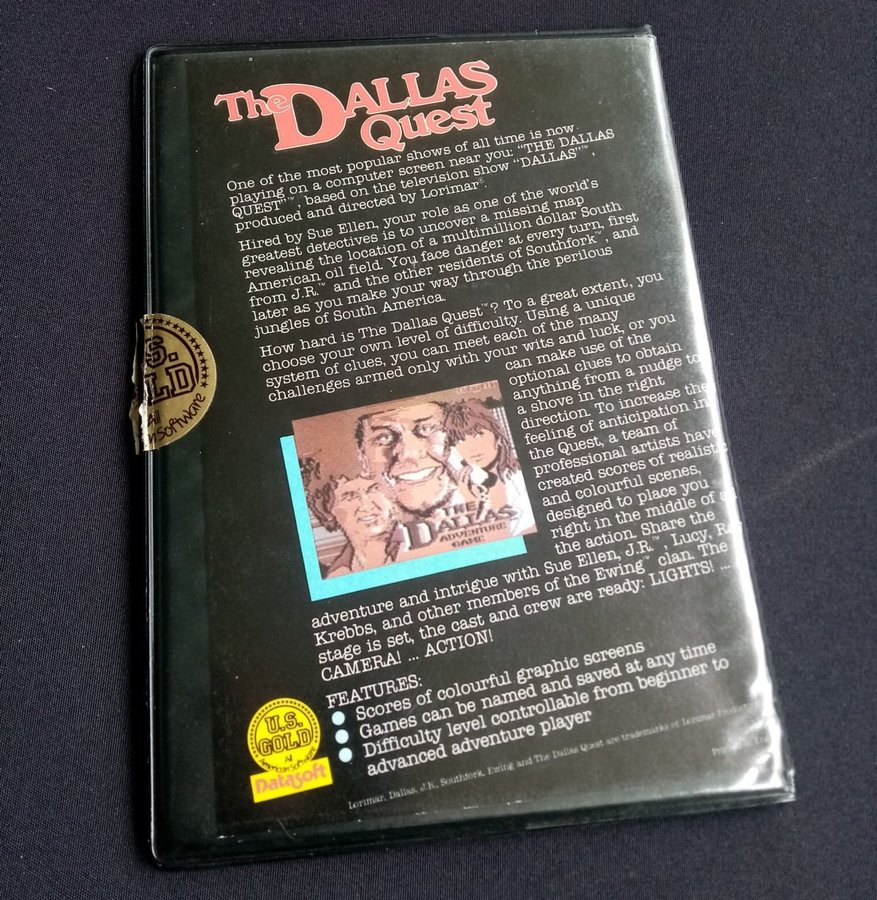 The DALLAS
Quest
One of the most popular shows of all time is now.
playing on a computer screen near you: "THE DALLAS
QUEST"™, based on the television show "DALLAS"™,
produced and directed by Lorimar®.
Hired by Sue Ellen, your role as one of the world's
greatest detectives is to uncover a missing map
revealing the location of a multimillion dollar South
American oil field. You face danger at every turn, first
from J.R.™ and the other residents of Southfork™, and
later as you make your way through the perilous
jungles of South America.
How hard is The Dallas Quest™? To a great extent, you
choose your own level of difficulty. Using a unique
system of clues, you can meet each of the many
challenges armed only with your wits and luck, or you
can make use of the
optional clues to obtain
anything from a nudge to
a shove in the right
direction. To increase the
feeling of anticipation in
the Quest, a team of
professional artists have
created scores of realistic
and colourful scenes,
designed to place you
right in the middle of
the action. Share the
adventure and intrigue with Sue Ellen, J.R.™, Lucy,
Krebbs, and other members of the Ewing™ clan. The
stage is set, the cast and crew are ready: LIGHTS! ...
CAMERA! ... ACTION!
THE
DALLAS
ADVENTURE
GAME
FEATURES:
Scores of colourful graphic screens
Games can be named and saved at any time
Difficulty level controllable from beginner to
advanced adventure player
U.S.
GOLD
All
American Software
Datasoft
Lorimar, Dallas, J.R., Southfork, Ewing and The Dallas Quest are trademarks of Lorimar